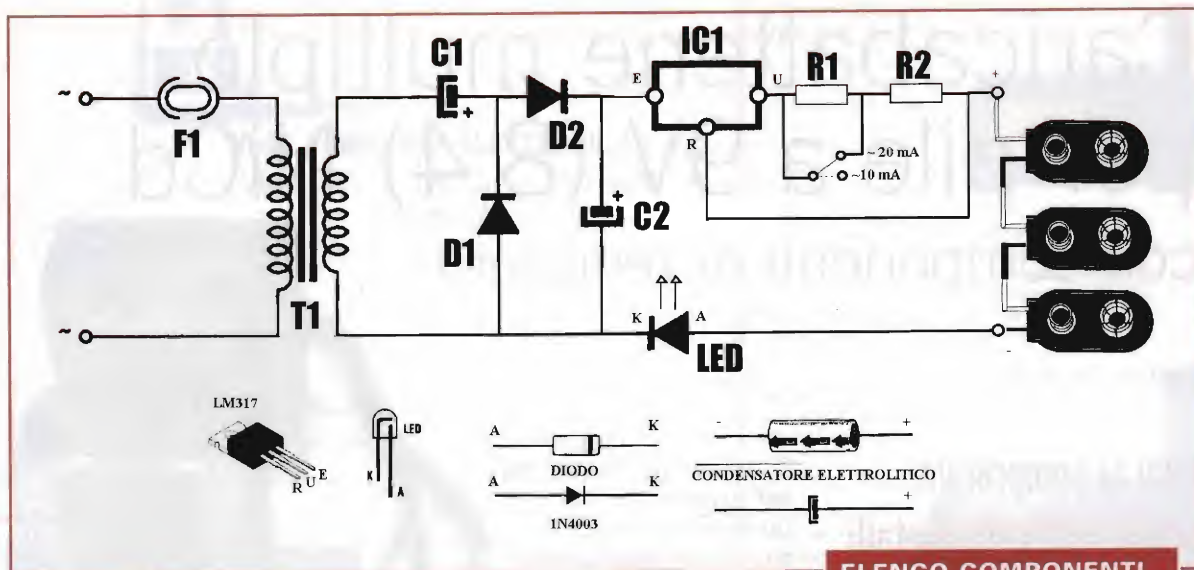 C1
IC1
E
U
R1
R2
+
~
F1
+
D2
R
~ 20 mA
~10 mA
D1
+
C2
T1
K
A
LED
~
-
LM317
E
U
R
LED
K
A
A
K
DIODO
A
K
1N4003
-
+
CONDENSATORE ELETTROLITICO
+
ELENCO COMPONENTI